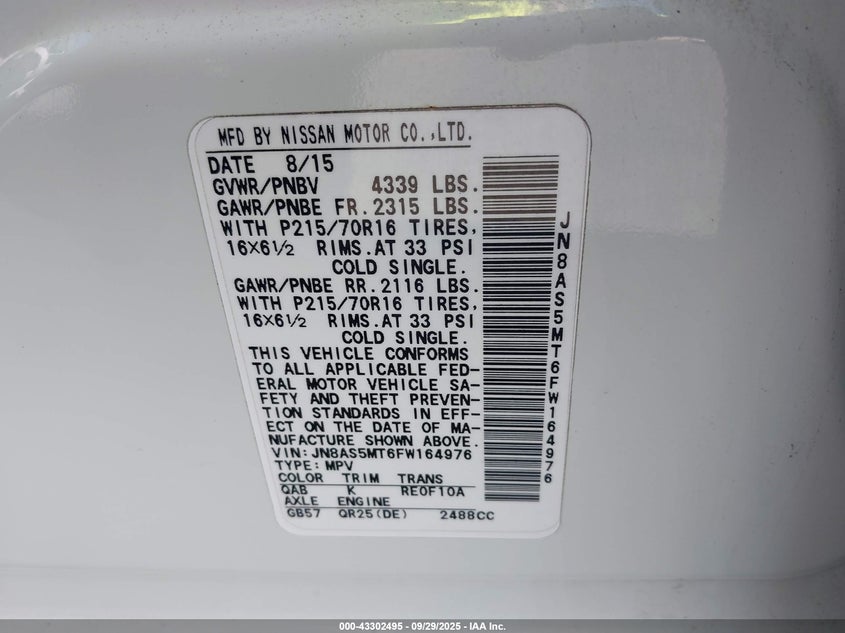 MFD BY NISSAN MOTOR CO.,LTD.
DATE 8/15
GVWR/PNBV 4339 LBS.
GAWR/PNBE FR.2315 LBS.
WITH P215/70R16 TIRES,
16X6½ RIMS.AT 33 PSI
COLD SINGLE.
GAWR/PNBE RR.2116 LBS.
WITH P215/70R16 TIRES,
16X6½ RIMS.AT 33 PSI
COLD SINGLE.
THIS VEHICLE CONFORMS
TO ALL APPLICABLE FED-
ERAL MOTOR VEHICLE SA-
FETY AND THEFT PREVEN-
TION STANDARDS IN EFF-
ECT ON THE DATE OF MA-
NUFACTURE SHOWN ABOVE.
VIN:JN8AS5MT6FW164976
TYPE:MPV
COLOR TRIM TRANS
QAB K RE0F10A
AXLE ENGINE
GB57 QR25(DE) 2488CC
JN8AS5MT6FW164976
000-43302495 - 09/29/2025 - IAA Inc.